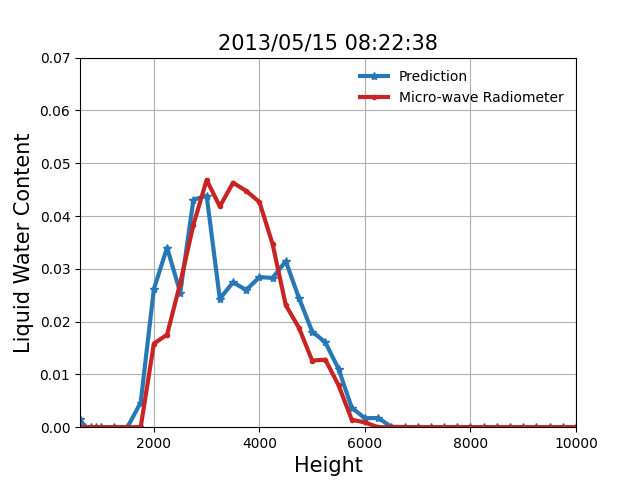 2013/05/15 08:22:38
0.07
0.06
0.05
0.04
0.03
0.02
0.01
0.00
Liquid Water Content
Prediction
Micro-wave Radiometer
2000 4000 6000 8000 10000
Height